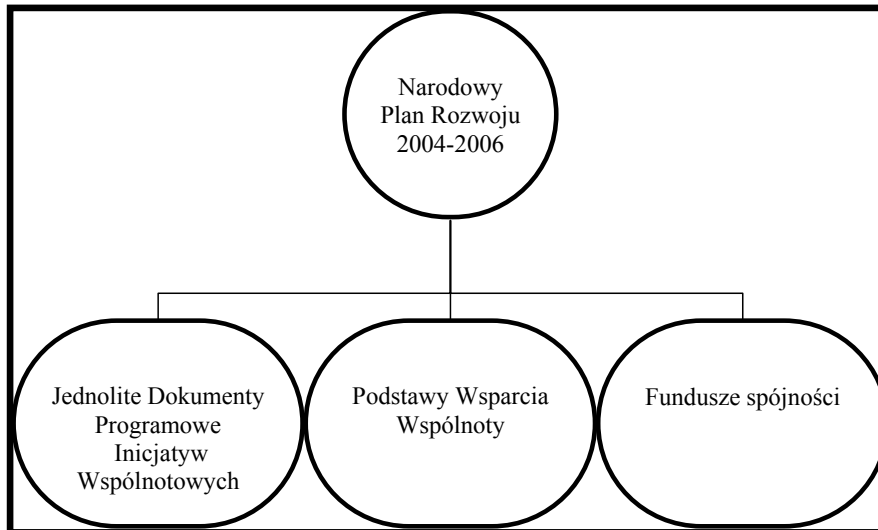 Narodowy
Plan Rozwoju
2004-2006
Jednolite Dokumenty
Programowe
Inicjatyw
Wspólnotowych
Podstawy Wsparcia
Wspólnoty
Fundusze spójności